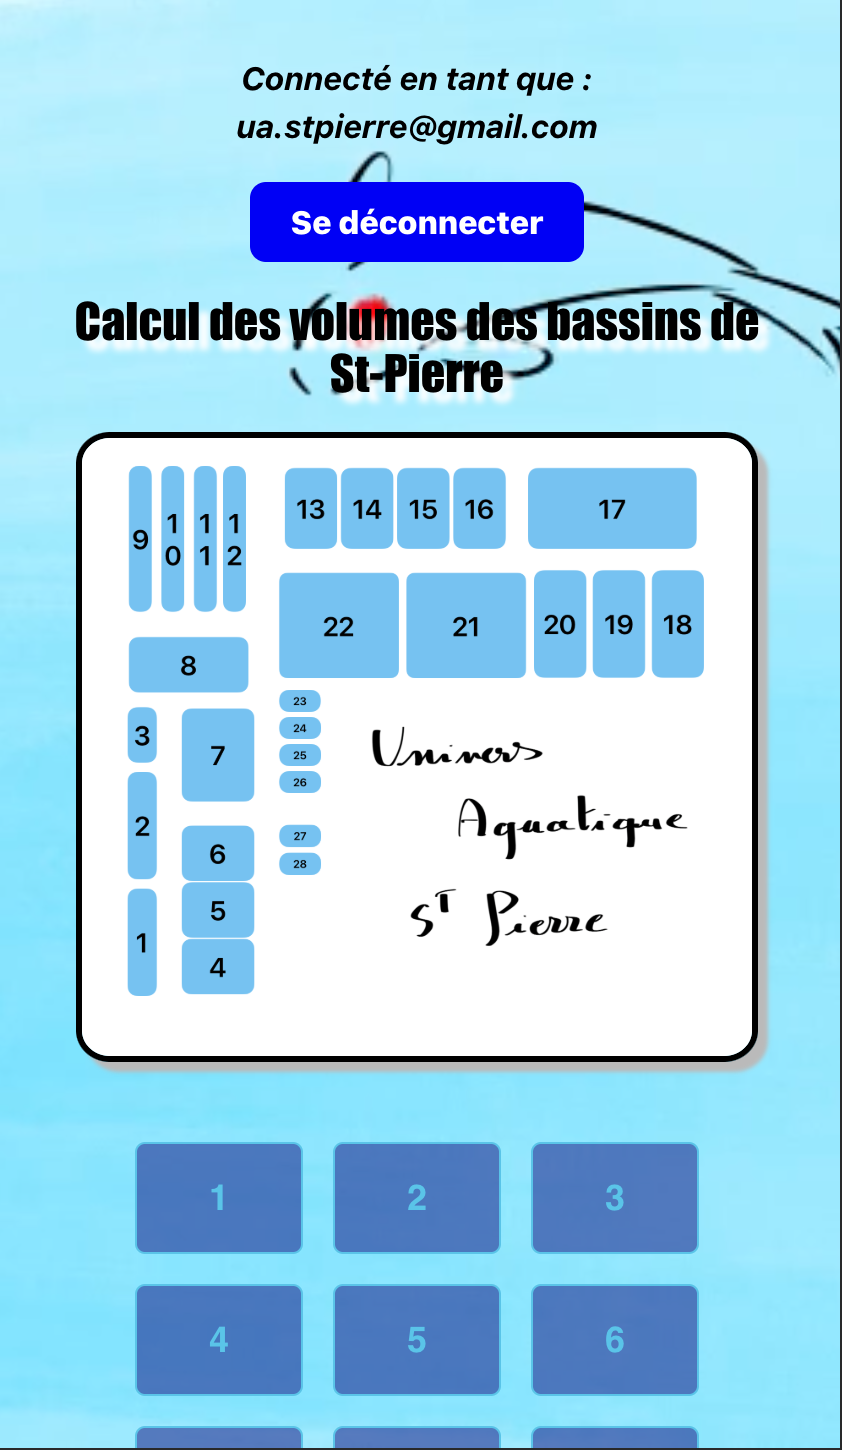 Connecté en tant que :
ua.stpierre@gmail.com
Se déconnecter
Calcul des volumes des bassins de
St-Pierre
9 10 11 12 13 14 15 16 17
22 21 20 19 18
8
23
3 7 24
25
26
2
27
6 28
5
1
4
Univers
Aquatique
ST Pierre
1 2 3
4 5 6